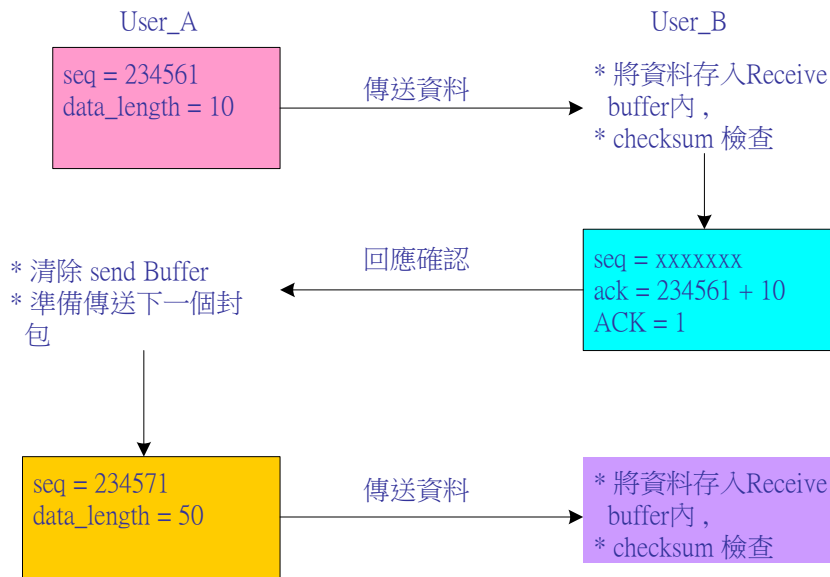 User_A
User_B
seq = 234561
data_length = 10
傳送資料
* 將資料存入Receive
buffer內 ,
* checksum 檢查
* 清除 send Buffer
* 準備傳送下一個封
包
回應確認
seq = xxxxxxx
ack = 234561 + 10
ACK = 1
seq = 234571
data_length = 50
傳送資料
* 將資料存入Receive
buffer內 ,
* checksum 檢查